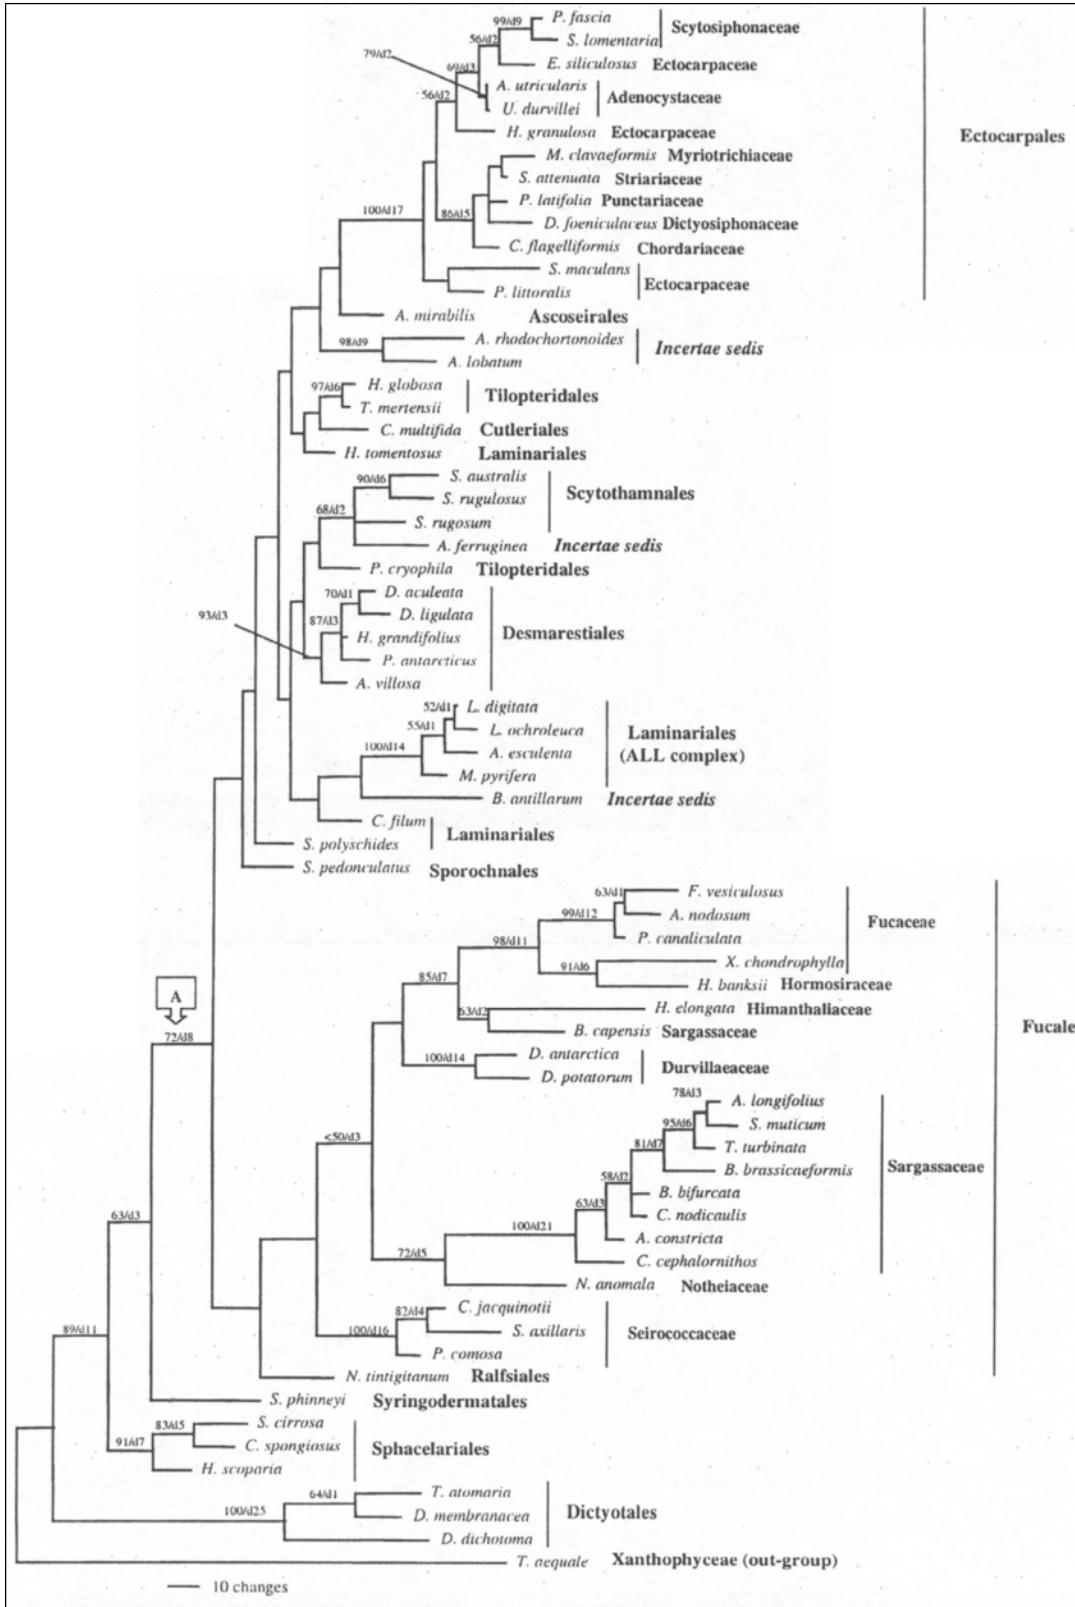 99/d9
P. fascia
S. lomentaria
Scytosiphonaceae
56/d2
E. siliculosus Ectocarpaceae
79/d2
69/d3
A. utricularis
U. durvillei
Adenocystaceae
56/d2
H. granulosa Ectocarpaceae
Ectocarpales
M. clavaeformis Myriotrichiaceae
S. attenuata Striariaceae
P. latifolia Punctariaceae
100/d17
86/d5
D. foeniculaceus Dictyosiphonaceae
C. flagelliformis Chordariaceae
S. maculans
P. littoralis
Ectocarpaceae
A. mirabilis Ascoseirales
98/d9
A. rhodochortonoides
A. lobatum
Incertae sedis
97/d6
H. globosa
T. mertensii
Tilopteridales
C. multifida Cutleriales
H. tomentosus Laminariales
90/d6
S. australis
S. rugulosus
Scytothamnales
68/d2
S. rugosum
A. ferruginea Incertae sedis
P. cryophila Tilopteridales
93/d3
70/d1
D. aculeata
D. ligulata
87/d3
H. grandifolius
Desmarestiales
P. antarcticus
A. villosa
52/d1
L. digitata
55/d1
L. ochroleuca
Laminariales
(ALL complex)
100/d14
A. esculenta
M. pyrifera
B. antillarum Incertae sedis
C. filum
Laminariales
S. polyschides
S. pedonculatus Sporochnales
63/d1
F. vesiculosus
99/d12
A. nodosum
Fucaceae
P. canaliculata
98/d11
X. chondrophylla
91/d6
H. banksii Hormosiraceae
85/d7
A
H. elongata Himanthaliaceae
63/d2
B. capensis Sargassaceae
Fucale
72/d8
100/d14
D. antarctica
D. potatorum
Durvillaeaceae
78/d3
A. longifolius
95/d6
S. muticum
<50/d3
81/d7
T. turbinata
B. brassicaeformis
Sargassaceae
58/d2
B. bifurcata
63/d3
C. nodicaulis
63/d3
100/d21
A. constricta
72/d5
C. cephalornithos
N. anomala Notheiaceae
82/d4
C. jacquinotii
89/d11
100/d16
S. axillaris
Seirococcaceae
P. comosa
N. tintigitanum Ralfsiales
S. phinneyi Syringodermatales
83/d5
S. cirrosa
91/d7
C. spongiosus
Sphacelariales
H. scoparia
64/d1
T. atomaria
100/d25
D. membranacea
Dictyotales
D. dichotoma
T. aequale Xanthophyceae (out-group)
10 changes